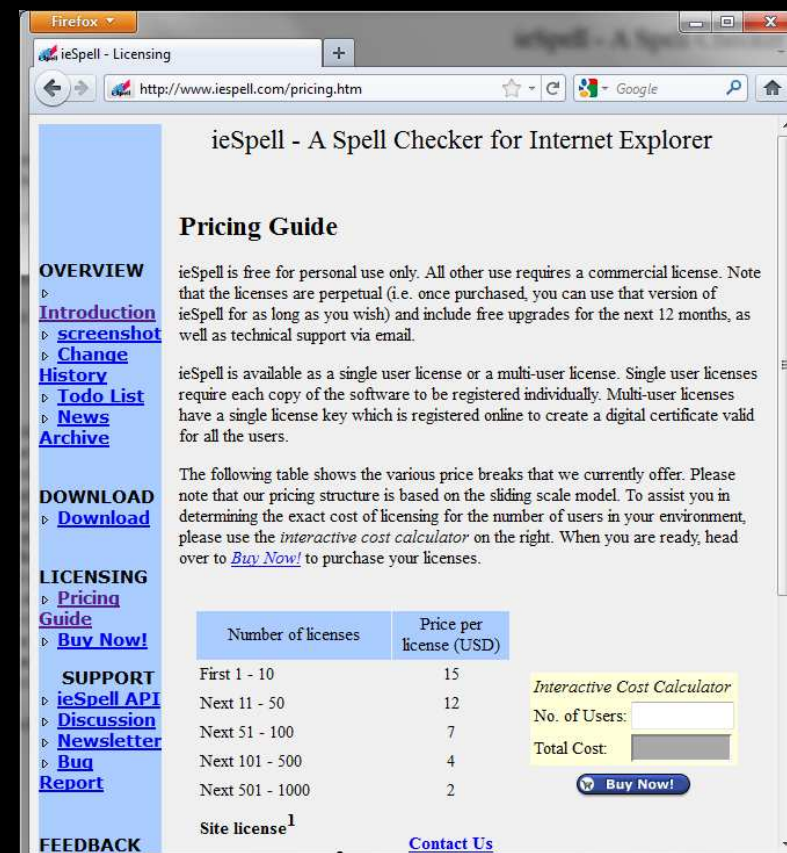 Firefox
ieSpell - Licensing
http://www.iespell.com/pricing.htm
Google
ieSpell - A Spell Checker for Internet Explorer
OVERVIEW
Introduction
screenshot
Change
History
Todo List
News
Archive
DOWNLOAD
Download
LICENSING
Pricing
Guide
Buy Now!
SUPPORT
ieSpell API
Discussion
Newsletter
Bug
Report
FEEDBACK
Pricing Guide
ieSpell is free for personal use only. All other use requires a commercial license. Note
that the licenses are perpetual (i.e. once purchased, you can use that version of
ieSpell for as long as you wish) and include free upgrades for the next 12 months, as
well as technical support via email.
ieSpell is available as a single user license or a multi-user license. Single user licenses
require each copy of the software to be registered individually. Multi-user licenses
have a single license key which is registered online to create a digital certificate valid
for all the users.
The following table shows the various price breaks that we currently offer. Please
note that our pricing structure is based on the sliding scale model. To assist you in
determining the exact cost of licensing for the number of users in your environment,
please use the interactive cost calculator on the right. When you are ready, head
over to Buy Now! to purchase your licenses.
Number of licenses Price per license (USD)
First 1 - 10 15
Next 11 - 50 12
Next 51 - 100 7
Next 101 - 500 4
Next 501 - 1000 2
Site license1
Contact Us
Interactive Cost Calculator
No. of Users:
Total Cost:
Buy Now!